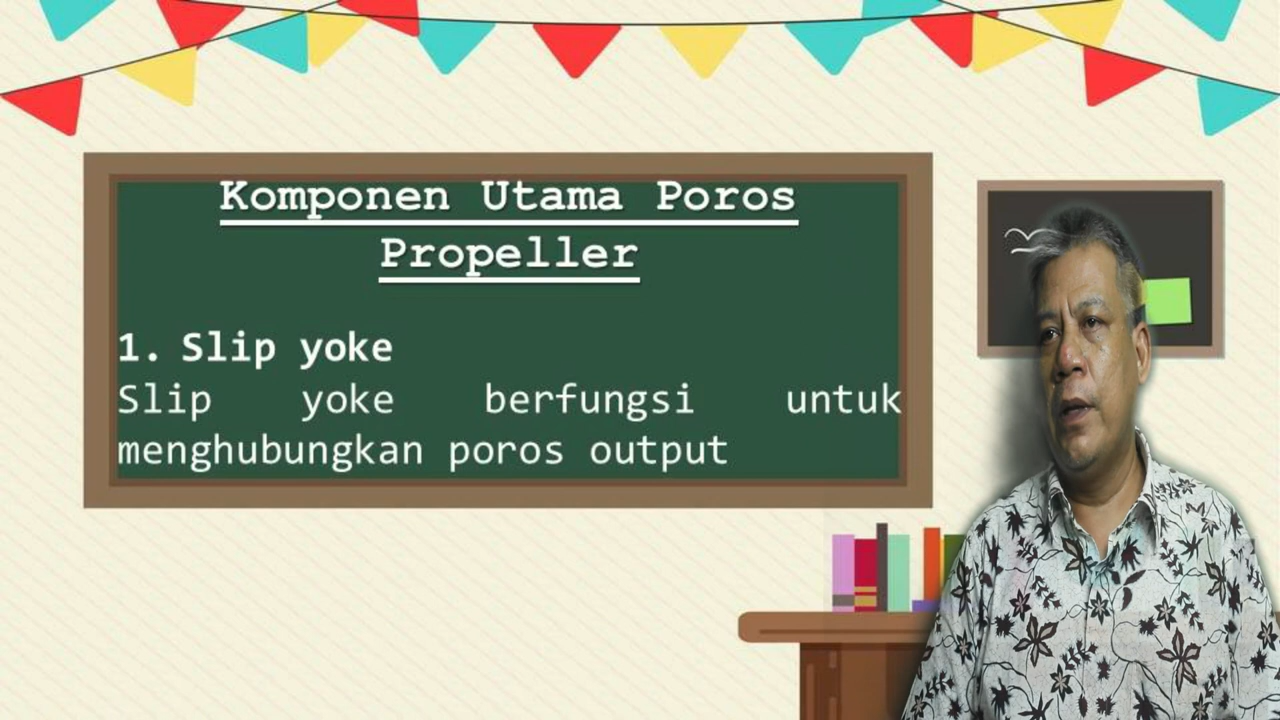 Komponen Utama Poros
Propeller
1. Slip yoke
Slip yoke berfungsi untuk
menghubungkan poros output